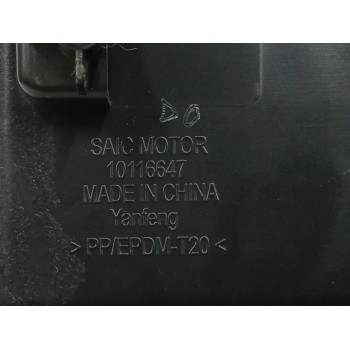 SAIC MOTOR
10116647
MADE IN CHINA
Yanfeng
>PP/EPDM-T20<